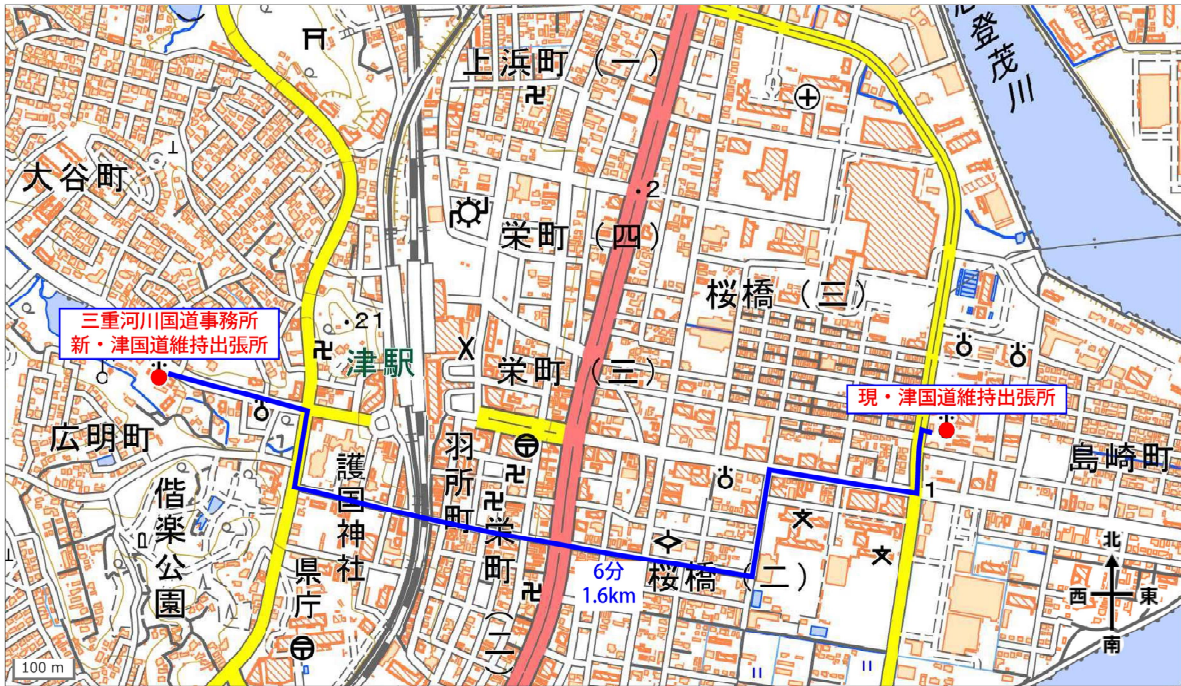 上浜町(一)
志登茂川
大谷町
2
栄町(四)
桜橋(三)
三重河川国道事務所
新・津国道維持出張所
21
津駅
栄町(三)
現・津国道維持出張所
広明町
羽所町
島崎町
護国神社
偕楽公園
1
栄町(二)
桜橋(二)
6分
1.6km
県庁
北
西
東
南
100 m